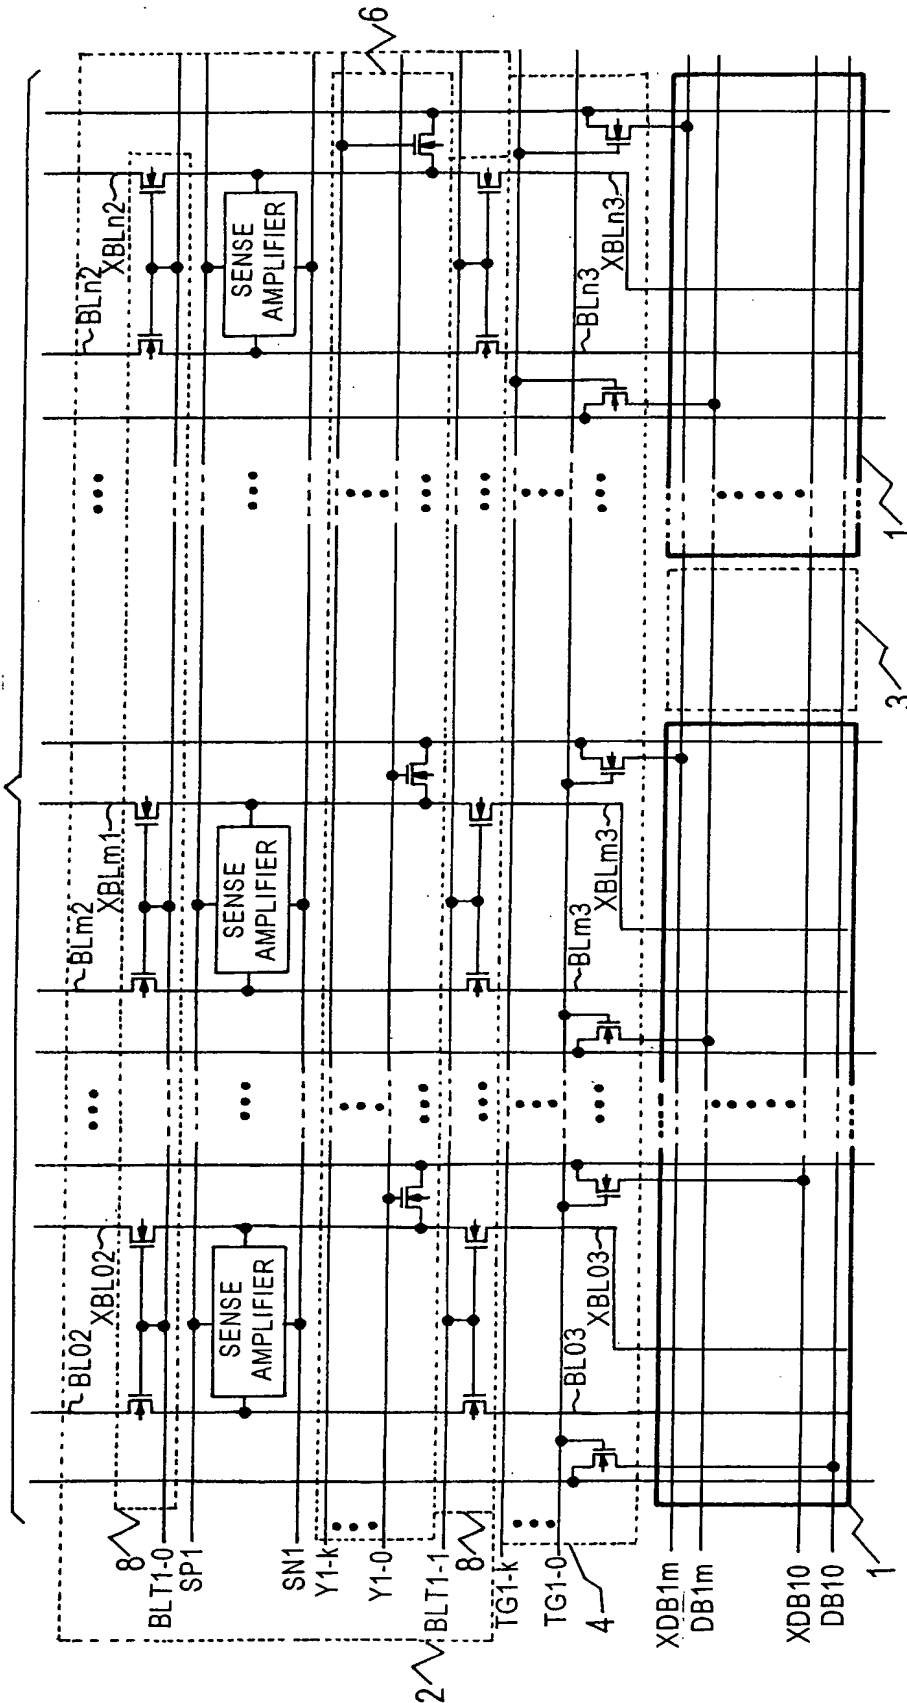 6
BL02
XBL02
BLm2
XBLm1
BLn2
XBLn2
SENSE
AMPLIFIER
SENSE
AMPLIFIER
SENSE
AMPLIFIER
8
BLT1-0
SP1
SN1
Y1-k
Y1-0
BLT1-1
8
2
TG1-k
TG1-0
4
BL03
XBL03
BLm3
XBLm3
BLn3
XBLn3
XDB1m
DB1m
XDB10
DB10
1
3
1